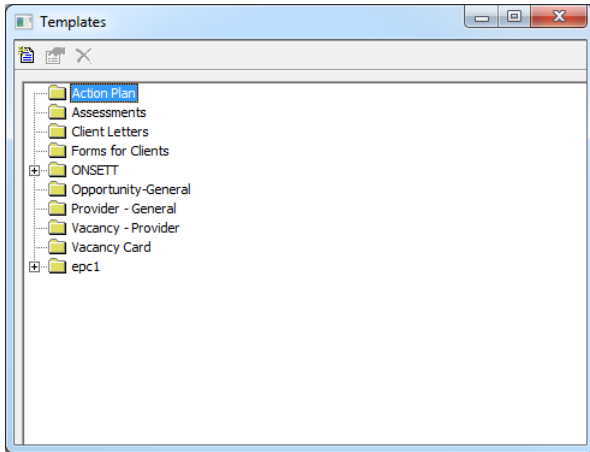 Templates
Action Plan
Assessments
Client Letters
Forms for Clients
ONSETT
Opportunity-General
Provider - General
Vacancy - Provider
Vacancy Card
epc1